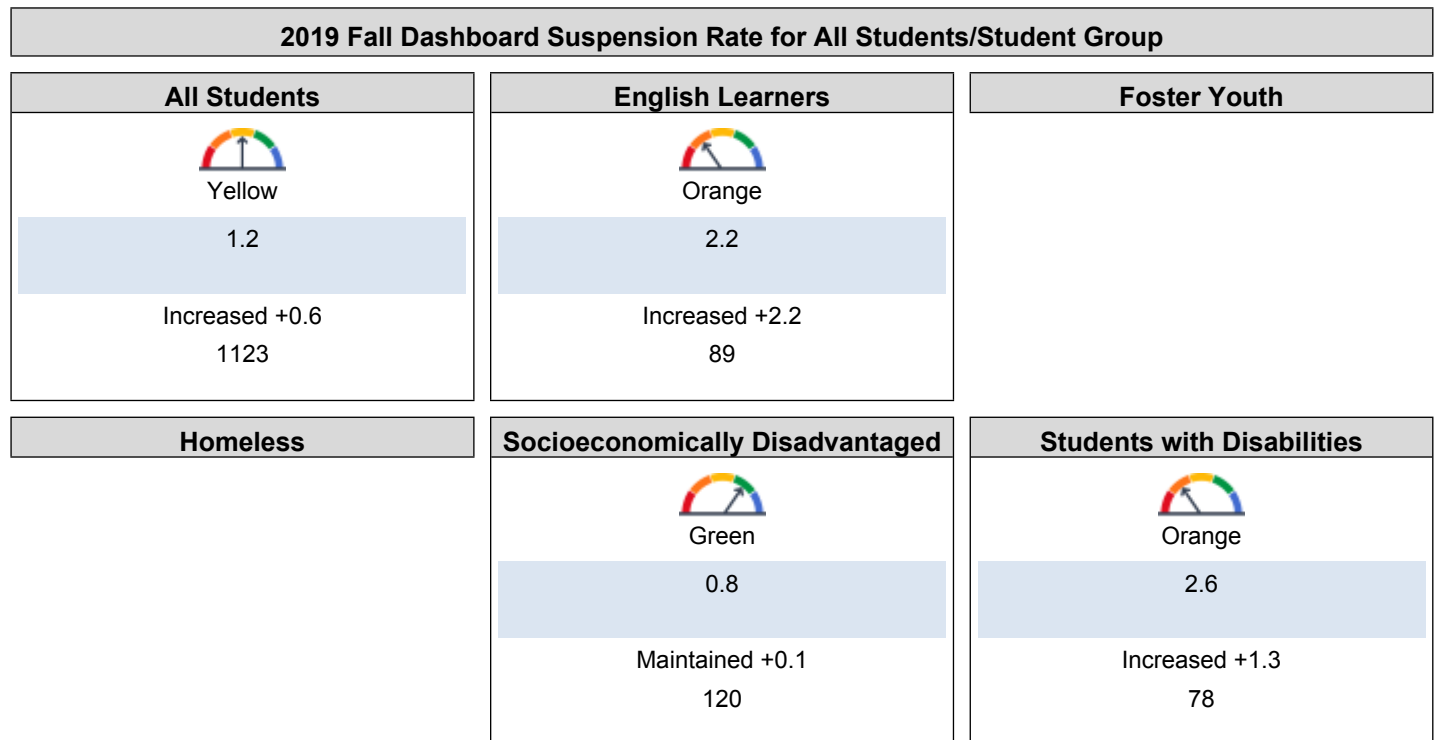 2019 Fall Dashboard Suspension Rate for All Students/Student Group
All Students
Yellow
1.2
Increased +0.6
1123
English Learners
Orange
2.2
Increased +2.2
89
Foster Youth
Homeless
Socioeconomically Disadvantaged
Green
0.8
Maintained +0.1
120
Students with Disabilities
Orange
2.6
Increased +1.3
78